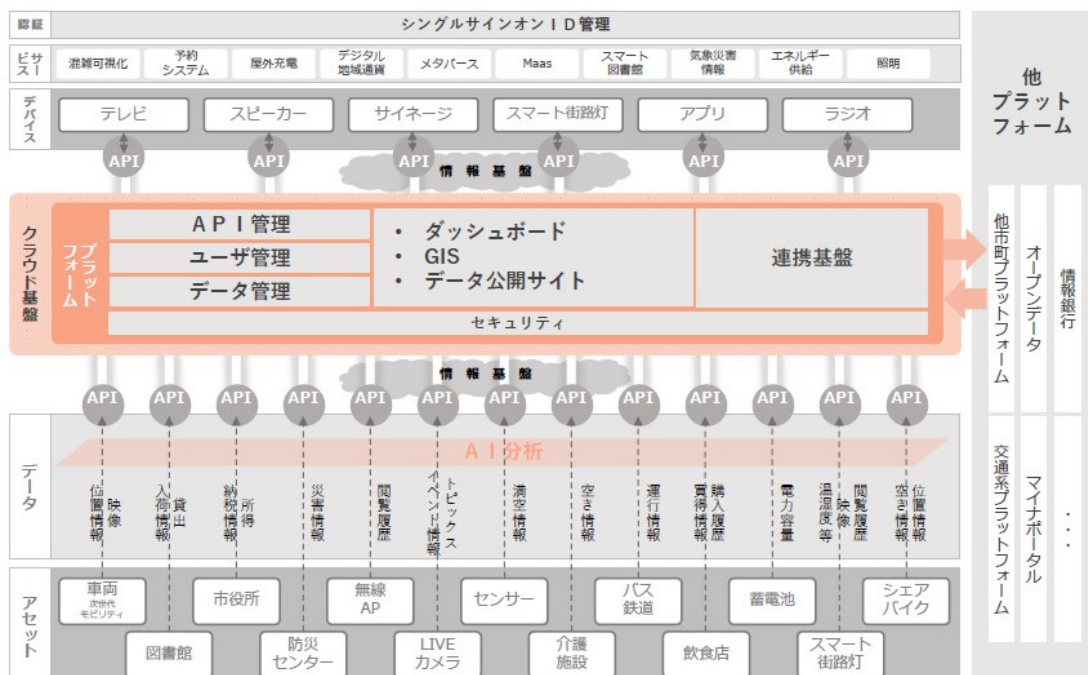 認証
シングルサインオンＩＤ管理
サー
ビス
混雑可視化
予約
システム
屋外充電
デジタル
地域通貨
メタバース
Maas
スマート
図書館
気象災害
情報
エネルギー
供給
照明
デバイス
テレビ
スピーカー
サイネージ
スマート街路灯
アプリ
ラジオ
API
API
API
API
API
API
情報基盤
クラウド基盤
プラット
フォーム
ＡＰＩ管理
ユーザ管理
データ管理
• ダッシュボード
• GIS
• データ公開サイト
連携基盤
セキュリティ
情報基盤
API
API
API
API
API
API
API
API
API
API
API
API
API
データ
ＡＩ分析
映像
位置情報
貸出
入荷情報
所得
納税情報
災害情報
閲覧履歴
トピックス
イベント情報
満空情報
空き情報
運行情報
購入履歴
買得情報
電力容量
閲覧履歴
映像
温湿度等
位置情報
空き情報
アセット
車両
次世代
モビリティ
市役所
無線
AP
センサー
バス
鉄道
蓄電池
シェア
バイク
図書館
防災
センター
LIVE
カメラ
介護
施設
飲食店
スマート
街路灯
他
プラット
フォーム
他市町プラットフォーム
オープンデータ
情報銀行
交通系プラットフォーム
マイナポータル
・・・